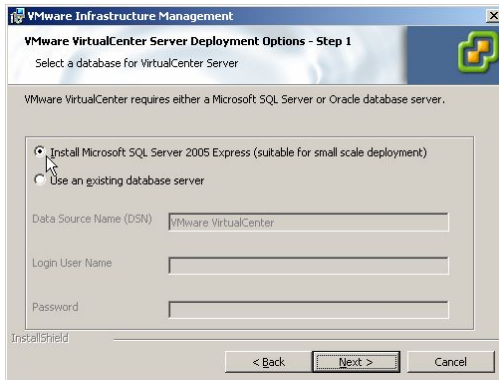 VMware Infrastructure Management
VMware VirtualCenter Server Deployment Options - Step 1
Select a database for VirtualCenter Server
VMware VirtualCenter requires either a Microsoft SQL Server or Oracle database server.
Install Microsoft SQL Server 2005 Express (suitable for small scale deployment)
Use an existing database server
Data Source Name (DSN)
VMware VirtualCenter
Login User Name
Password
InstallShield
< Back
Next >
Cancel